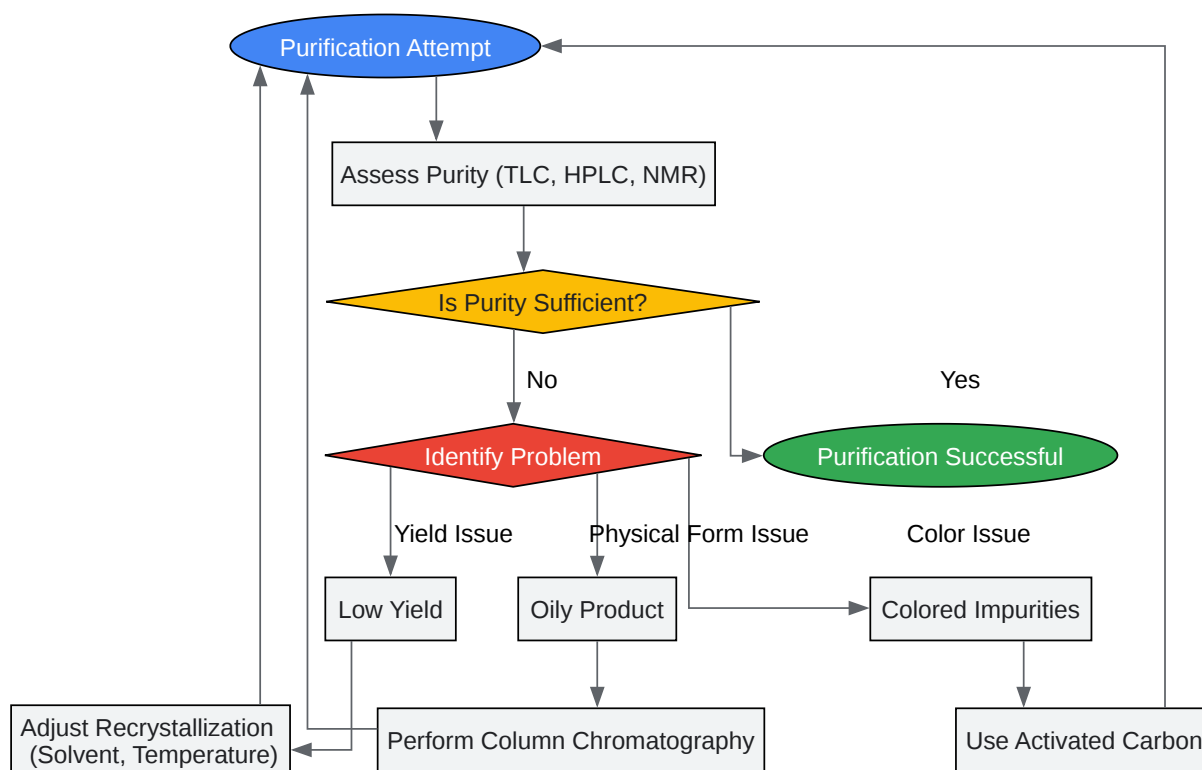 Purification Attempt
Assess Purity (TLC, HPLC, NMR)
Is Purity Sufficient?
No
Yes
Identify Problem
Purification Successful
Yield Issue
Physical Form Issue
Color Issue
Low Yield
Oily Product
Colored Impurities
Adjust Recrystallization
(Solvent, Temperature)
Perform Column Chromatography
Use Activated Carbon